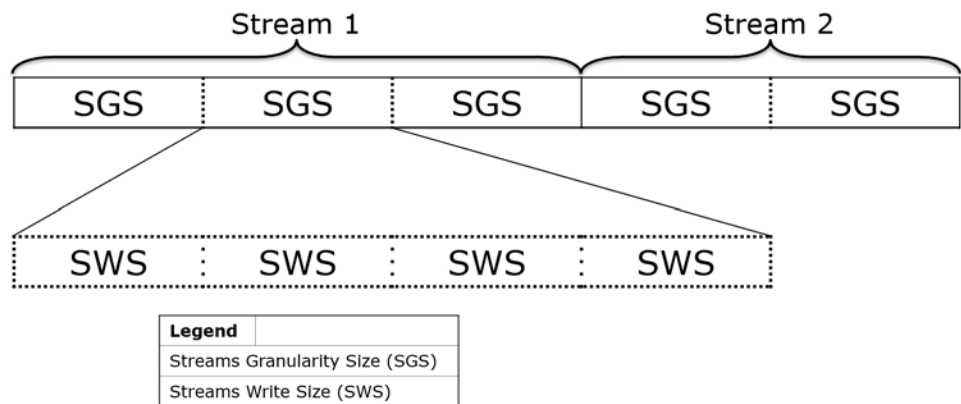 Stream 1 Stream 2
SGS SGS SGS SGS SGS
SWS SWS SWS SWS
Legend
Streams Granularity Size (SGS)
Streams Write Size (SWS)